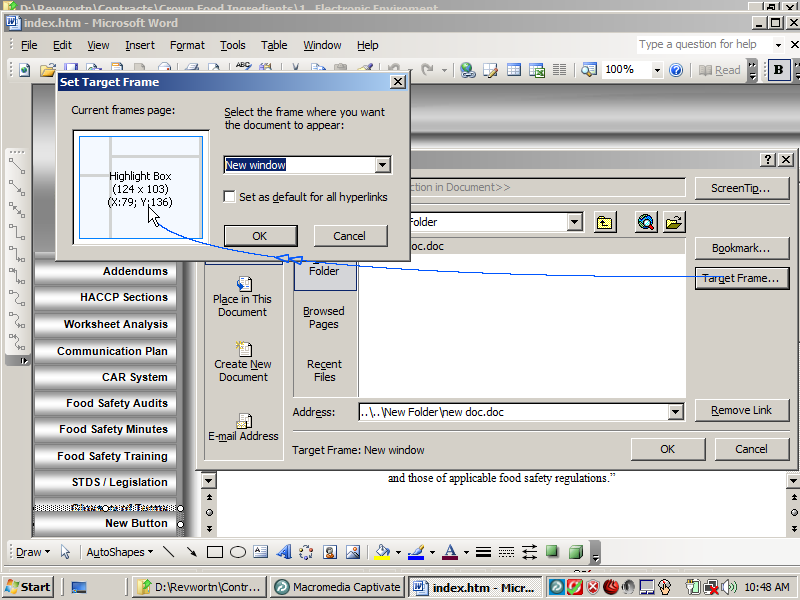 D:\Revwortn\Contracts\Crown Food Ingredients\1. Electronic Enviroment
index.htm - Microsoft Word
File Edit View Insert Format Tools Table Window Help
Type a question for help
100%
Read
B
Set Target Frame
Current frames page:
Select the frame where you want
the document to appear:
Highlight Box
(124 x 103)
(X:79; Y:136)
New window
Set as default for all hyperlinks
OK
Cancel
ction in Document>>
ScreenTip...
Folder
oc.doc
Bookmark...
Target Frame...
Folder
Place in This
Document
Browsed
Pages
Create New
Document
Recent
Files
E-mail Address
Address:
..\..\New Folder\new doc.doc
Remove Link
Target Frame: New window
OK
Cancel
Addendums
HACCP Sections
Worksheet Analysis
Communication Plan
CAR System
Food Safety Audits
Food Safety Minutes
Food Safety Training
STDS / Legislation
New Button
and those of applicable food safety regulations.”
Draw
AutoShapes
Start
D:\Revwortn\Contr...
Macromedia Captivate
index.htm - Micr...
10:48 AM